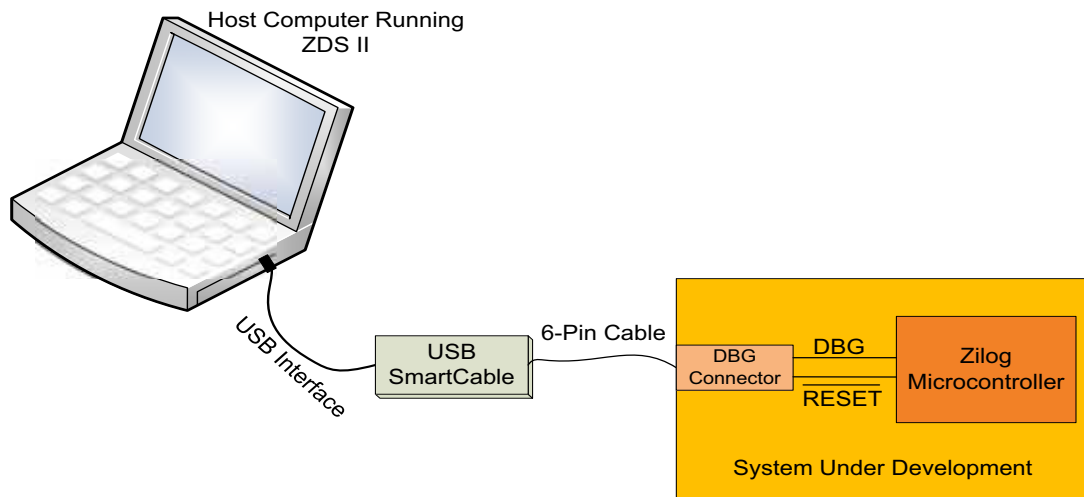 Host Computer Running
ZDS II
USB Interface
USB
SmartCable
6-Pin Cable
DBG
Connector
DBG
RESET
Zilog
Microcontroller
System Under Development